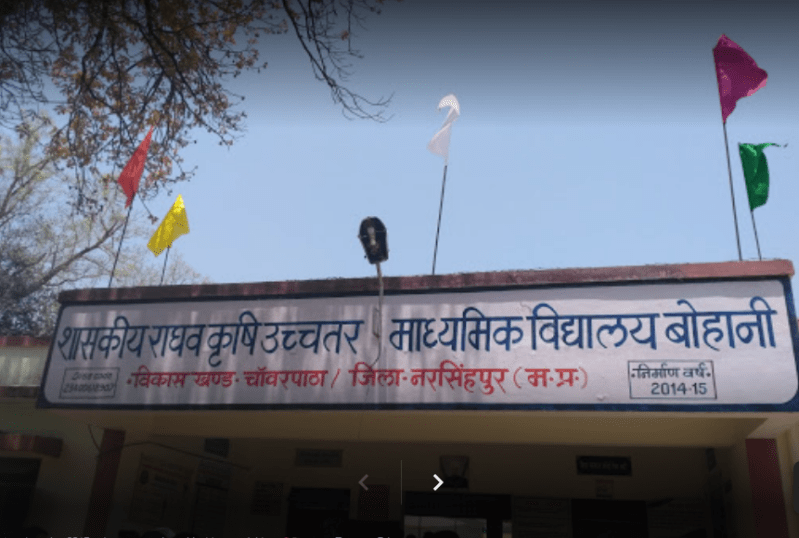 शासकीय राघव कृषि उच्चतर माध्यमिक विद्यालय बोहानी
विकास खण्ड - चॉवरपाठा / जिला - नरसिंहपुर (म.प्र.)
निर्माण वर्ष
2014-15